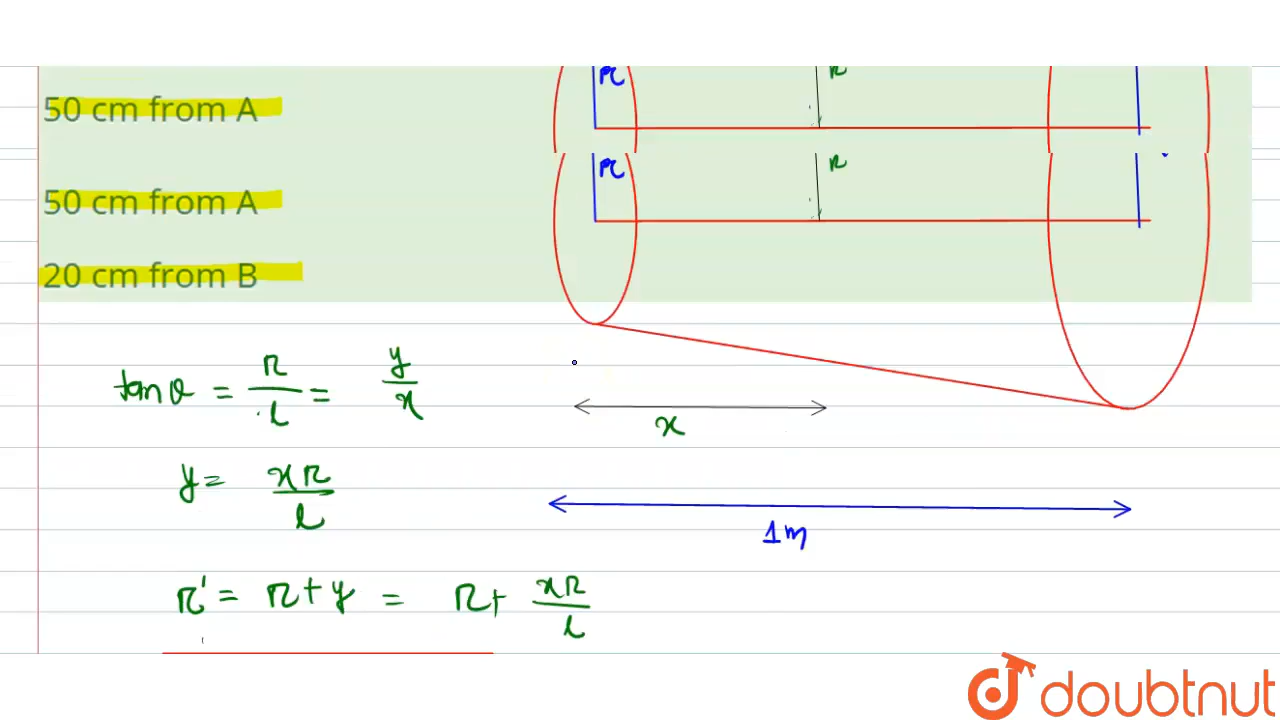 r
r
50 cm from A
r
r
50 cm from A
20 cm from B
tan θ = r/l = y/x
x
y = xr/l
1m
r' = r + y = r + xr/l
doubtnut